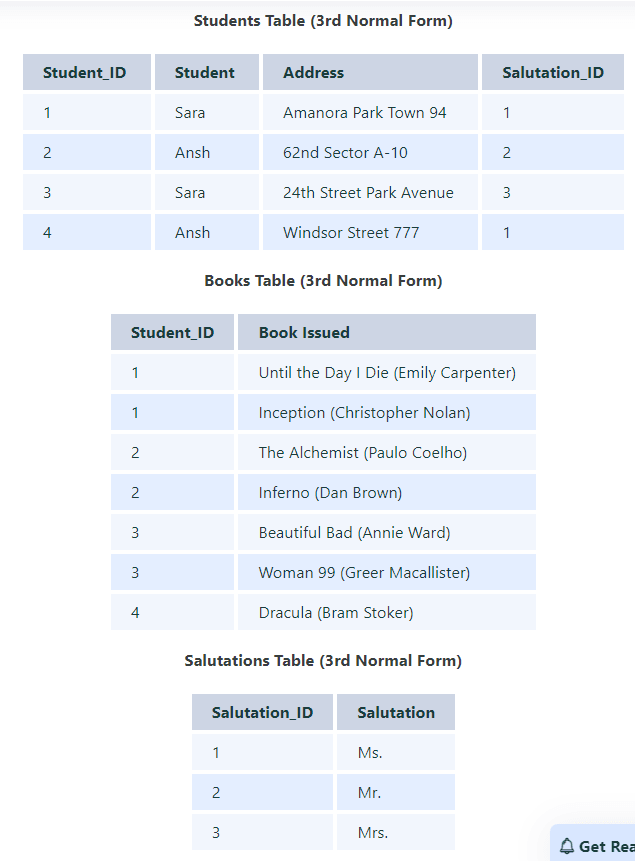 Students Table (3rd Normal Form)
Student_ID Student Address Salutation_ID
1 Sara Amanora Park Town 94 1
2 Ansh 62nd Sector A-10 2
3 Sara 24th Street Park Avenue 3
4 Ansh Windsor Street 777 1
Books Table (3rd Normal Form)
Student_ID Book Issued
1 Until the Day I Die (Emily Carpenter)
1 Inception (Christopher Nolan)
2 The Alchemist (Paulo Coelho)
2 Inferno (Dan Brown)
3 Beautiful Bad (Annie Ward)
3 Woman 99 (Greer Macallister)
4 Dracula (Bram Stoker)
Salutations Table (3rd Normal Form)
Salutation_ID Salutation
1 Ms.
2 Mr.
3 Mrs.
Get Rea